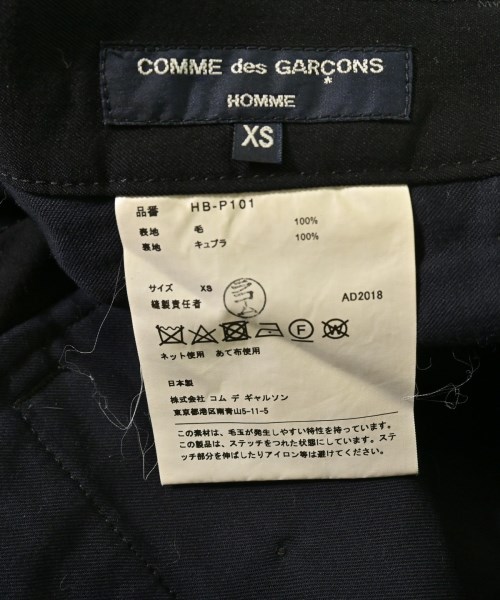 COMME des GARÇONS
HOMME
XS
品番 HB-P101
表地 毛 100%
表地 キュプラ 100%
サイズ XS
縫製責任者 コム AD2018
ネット使用 あて布使用
日本製
株式会社 コム デ ギャルソン
東京都港区南青山5-11-5
この素材は、毛玉が発生しやすい特性を持っています。
この製品は、ステッチをつれた状態にしています。ステ
ッチ部分を伸ばしたりアイロン等は避けてください。